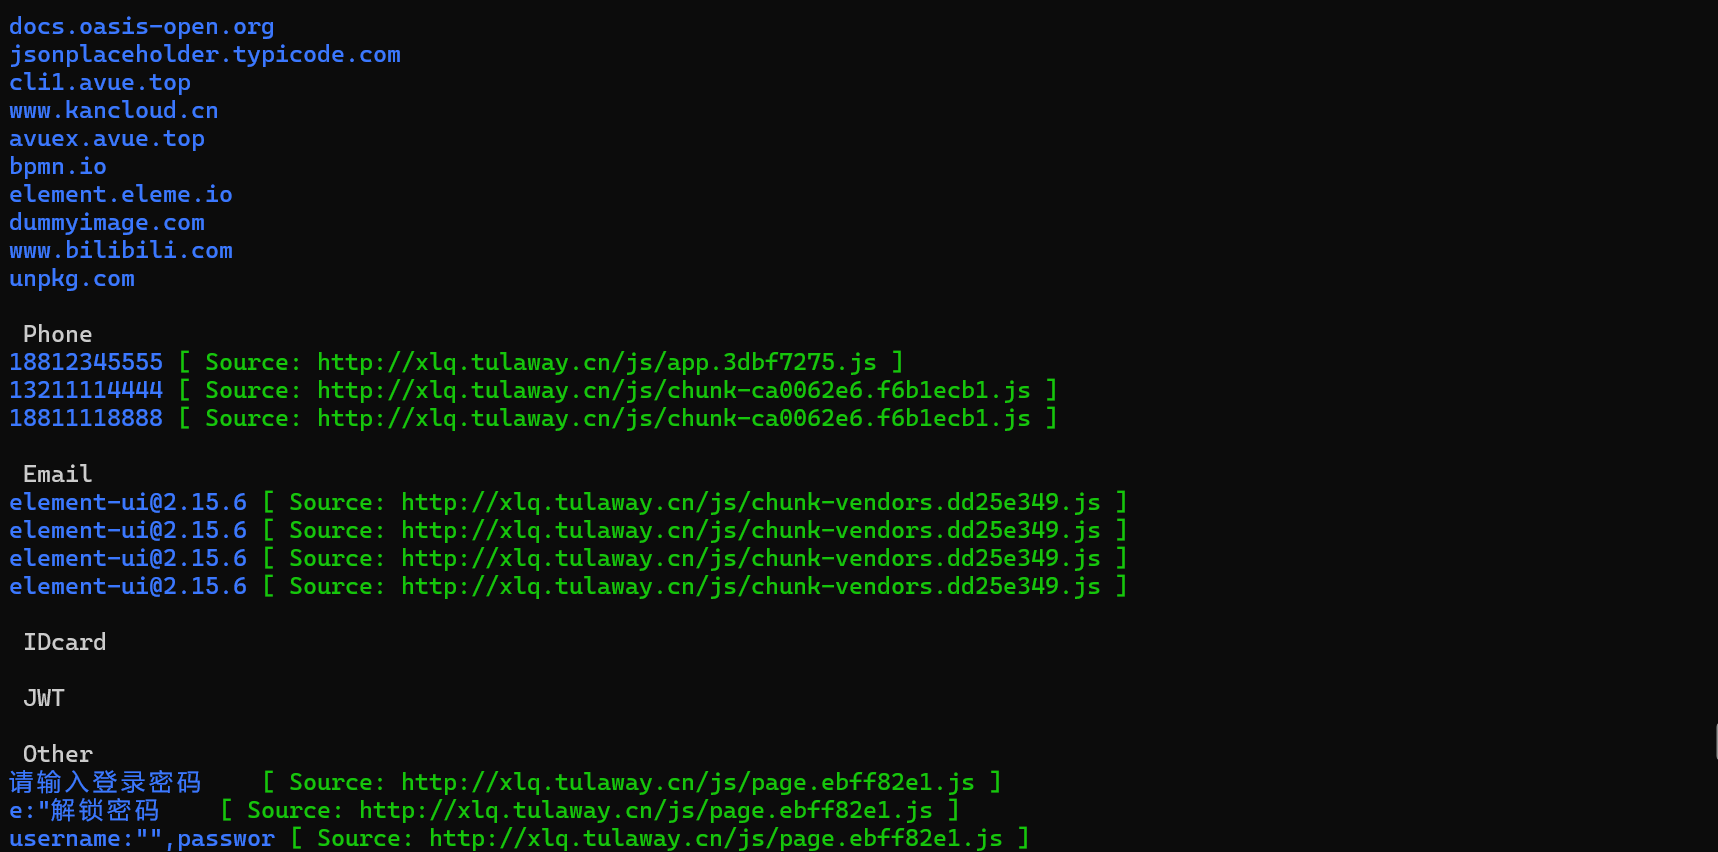 docs.oasis-open.org
jsonplaceholder.typicode.com
cli1.avue.top
www.kancloud.cn
avuex.avue.top
bpmn.io
element.eleme.io
dummyimage.com
www.bilibili.com
unpkg.com
Phone
18812345555 [ Source: http://xlq.tulaway.cn/js/app.3dbf7275.js ]
13211114444 [ Source: http://xlq.tulaway.cn/js/chunk-ca0062e6.f6b1ecb1.js ]
18811118888 [ Source: http://xlq.tulaway.cn/js/chunk-ca0062e6.f6b1ecb1.js ]
Email
element-ui@2.15.6 [ Source: http://xlq.tulaway.cn/js/chunk-vendors.dd25e349.js ]
element-ui@2.15.6 [ Source: http://xlq.tulaway.cn/js/chunk-vendors.dd25e349.js ]
element-ui@2.15.6 [ Source: http://xlq.tulaway.cn/js/chunk-vendors.dd25e349.js ]
element-ui@2.15.6 [ Source: http://xlq.tulaway.cn/js/chunk-vendors.dd25e349.js ]
IDcard
JWT
Other
请输入登录密码 [ Source: http://xlq.tulaway.cn/js/page.ebff82e1.js ]
e:"解锁密码 [ Source: http://xlq.tulaway.cn/js/page.ebff82e1.js ]
username:"",passwor [ Source: http://xlq.tulaway.cn/js/page.ebff82e1.js ]